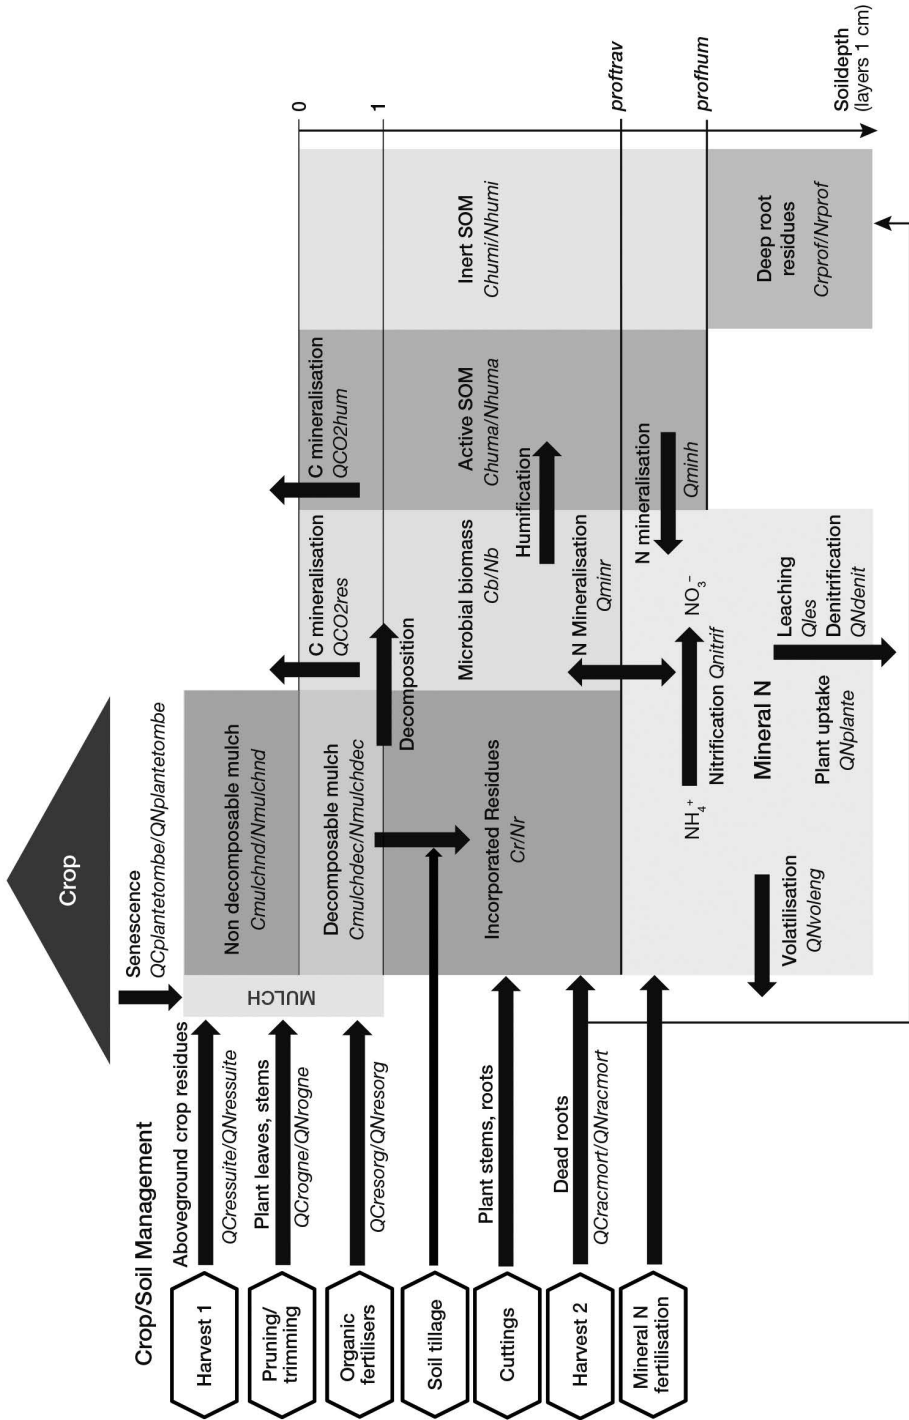 Crop
Crop/Soil Management
Senescence
QCplantetombe/QNplantetombe
Harvest 1
Aboveground crop residues
QCressuite/QNressuite
Pruning/
trimming
Plant leaves, stems
QCrogne/QNrogne
Organic
fertilisers
QCresorg/QNresorg
Soil tillage
Cuttings
Plant stems, roots
Harvest 2
Dead roots
QCracmort/QNracmort
Mineral N
fertilisation
MULCH
Non decomposable mulch
Cmulchnd/Nmulchnd
Decomposable mulch
Cmulchdec/Nmulchdec
Incorporated Residues
Cr/Nr
Decomposition
C mineralisation
QCO2res
C mineralisation
QCO2hum
Microbial biomass
Cb/Nb
Humification
Active SOM
Chuma/Nhuma
Inert SOM
Chumi/Nhumi
N Mineralisation
Qminr
N mineralisation
Qminh
NH₄⁺
NO₃⁻
Nitrification Qnitrif
Mineral N
Volatilisation
QNvoleng
Plant uptake
QNplante
Leaching
Qles
Denitrification
QNdenit
Deep root
residues
Crprof/Nrprof
0
1
proftrav
profhum
Soildepth
(layers 1 cm)